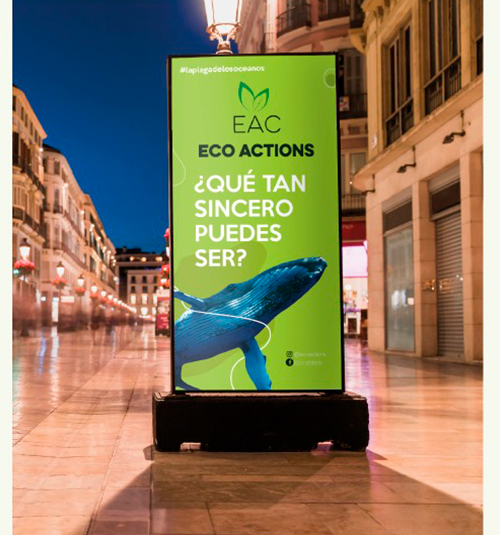 #laplagadelosoceanos
EAC
ECO ACTIONS
¿QUÉ TAN
SINCERO
PUEDES
SER?